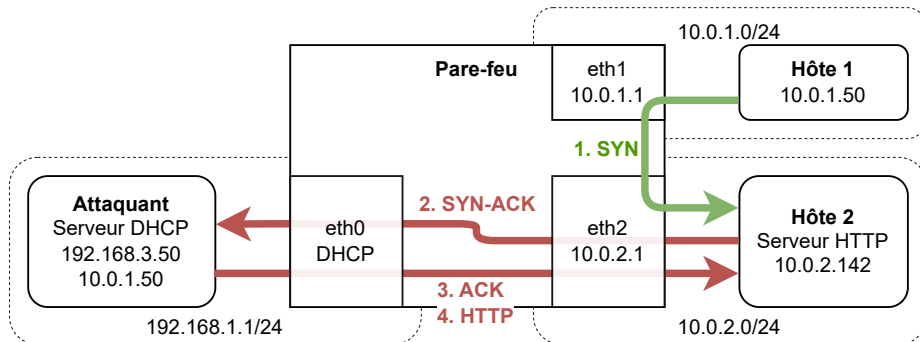 10.0.1.0/24
Pare-feu
eth1
10.0.1.1
Hôte 1
10.0.1.50
1. SYN
Attaquant
Serveur DHCP
192.168.3.50
10.0.1.50
eth0
DHCP
2. SYN-ACK
eth2
10.0.2.1
Hôte 2
Serveur HTTP
10.0.2.142
3. ACK
4. HTTP
192.168.1.1/24
10.0.2.0/24